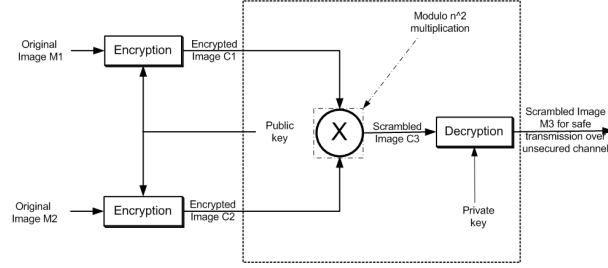 Original
Image M1
Encryption
Encrypted
Image C1
Modulo n^2
multiplication
Public
key
X
Scrambled
Image C3
Decryption
Scrambled Image
M3 for safe
transmission over
unsecured channel
Original
Image M2
Encryption
Encrypted
Image C2
Private
key